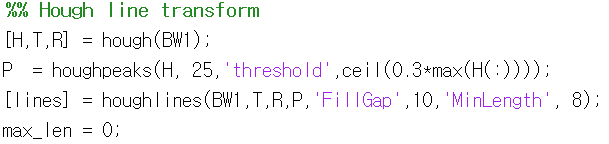 %% Hough line transform
[H,T,R] = hough(BW1);
P  = houghpeaks(H, 25,'threshold',ceil(0.3*max(H(:))));
[lines] = houghlines(BW1,T,R,P,'FillGap',10,'MinLength', 8);
max_len = 0;